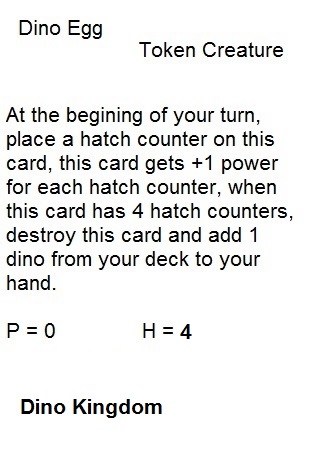 Dino Egg
Token Creature
At the begining of your turn,
place a hatch counter on this
card, this card gets +1 power
for each hatch counter, when
this card has 4 hatch counters,
destroy this card and add 1
dino from your deck to your
hand.
P = 0 H = 4
Dino Kingdom